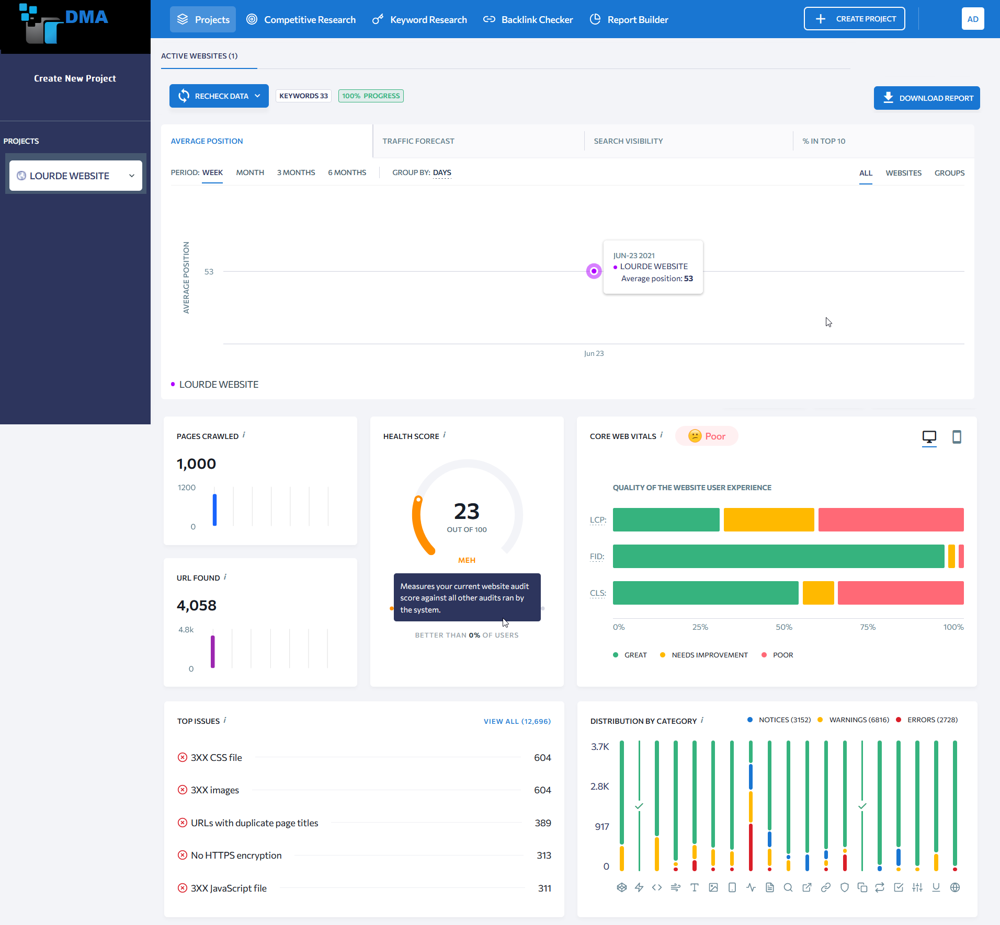 DMA
Projects
Competitive Research
Keyword Research
Backlink Checker
Report Builder
CREATE PROJECT
AD
Create New Project
PROJECTS
LOURDE WEBSITE
ACTIVE WEBSITES (1)
RECHECK DATA
KEYWORDS 33
100% PROGRESS
DOWNLOAD REPORT
AVERAGE POSITION
TRAFFIC FORECAST
SEARCH VISIBILITY
% IN TOP 10
PERIOD: WEEK MONTH 3 MONTHS 6 MONTHS
GROUP BY: DAYS
ALL WEBSITES GROUPS
AVERAGE POSITION
53
JUN-23 2021
LOURDE WEBSITE
Average position: 53
Jun 23
LOURDE WEBSITE
PAGES CRAWLED i
1,000
1200
0
URL FOUND i
4,058
4.8k
0
HEALTH SCORE i
23
OUT OF 100
MEH
Measures your current website audit
score against all other audits ran by
the system.
BETTER THAN 0% OF USERS
CORE WEB VITALS i
Poor
QUALITY OF THE WEBSITE USER EXPERIENCE
LCP:
FID:
CLS:
0% 25% 50% 75% 100%
GREAT NEEDS IMPROVEMENT POOR
TOP ISSUES i
VIEW ALL (12,696)
3XX CSS file 604
3XX images 604
URLs with duplicate page titles 389
No HTTPS encryption 313
3XX JavaScript file 311
DISTRIBUTION BY CATEGORY i
NOTICES (3152) WARNINGS (6816) ERRORS (2728)
3.7K
2.8K
917
0